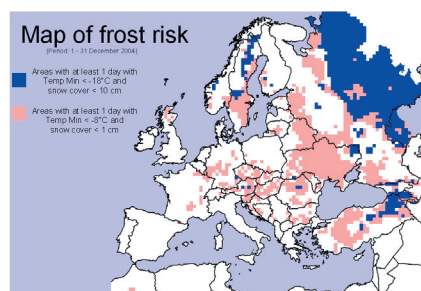 Map of frost risk
(Period: 1 - 31 December 2004)
Areas with at least 1 day with
Temp Min < -18°C and
snow cover < 10 cm
Areas with at least 1 day with
Temp Min < -8°C and
snow cover < 1 cm